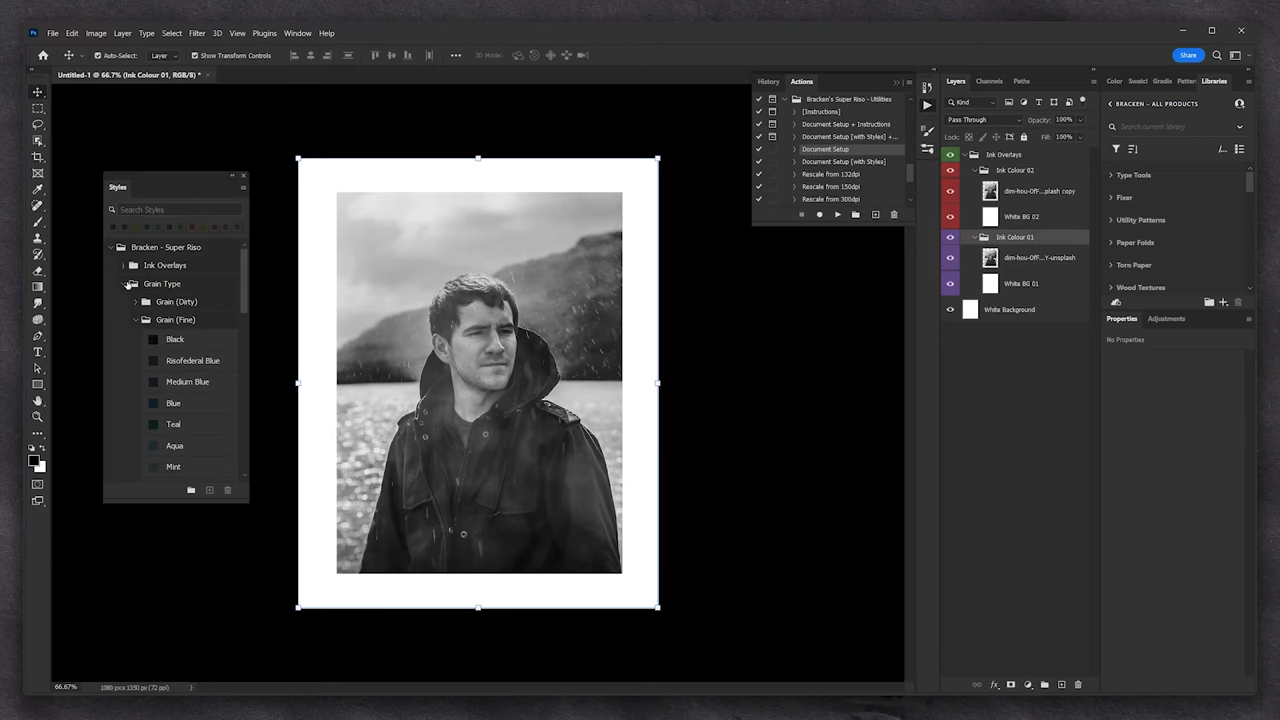 Ps File Edit Image Layer Type Select Filter 3D View Plugins Window Help
Auto-Select: Layer Show Transform Controls 3D Mode: Share
Untitled-1 @ 66.7% (Ink Colour 01, RGB/8) *
History Actions
Bracken's Super Riso - Utilities
[Instructions]
Document Setup + Instructions
Document Setup [with Styles] +...
Document Setup
Document Setup [with Styles]
Rescale from 132dpi
Rescale from 150dpi
Rescale from 300dpi
Styles
Search Styles
Bracken - Super Riso
Ink Overlays
Grain Type
Grain (Dirty)
Grain (Fine)
Black
Risofederal Blue
Medium Blue
Blue
Teal
Aqua
Mint
Layers Channels Paths
Kind
Pass Through Opacity: 100%
Lock: Fill: 100%
Ink Overlays
Ink Colour 02
dim-hou-OfF...plash copy
White BG 02
Ink Colour 01
dim-hou-OfF...Y-unsplash
White BG 01
White Background
fx
Color Swatc Gradie Patter Libraries
BRACKEN - ALL PRODUCTS
Search current library
Type Tools
Fixer
Utility Patterns
Paper Folds
Torn Paper
Wood Textures
Properties Adjustments
No Properties
66.67% 1080 px x 1350 px (72 ppi)